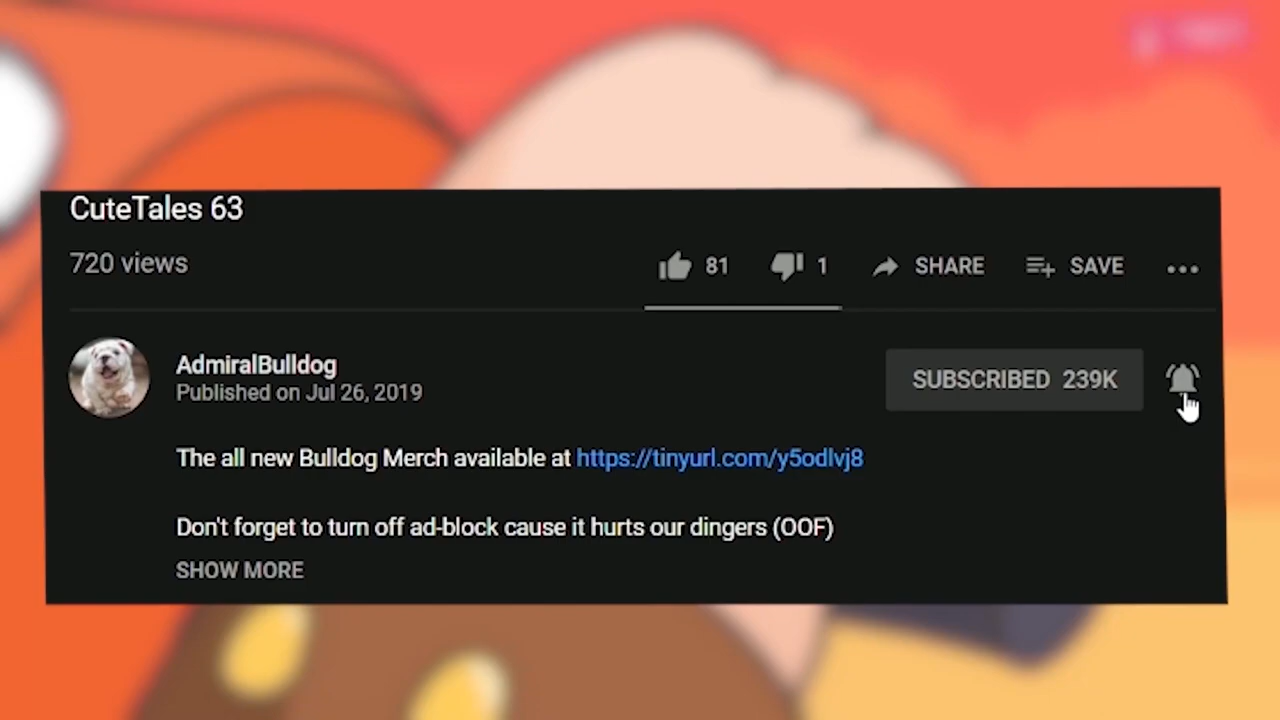 CuteTales 63
720 views
81
1
SHARE
SAVE
AdmiralBulldog
Published on Jul 26, 2019
SUBSCRIBED 239K
The all new Bulldog Merch available at https://tinyurl.com/y5odlvj8
Don't forget to turn off ad-block cause it hurts our dingers (OOF)
SHOW MORE